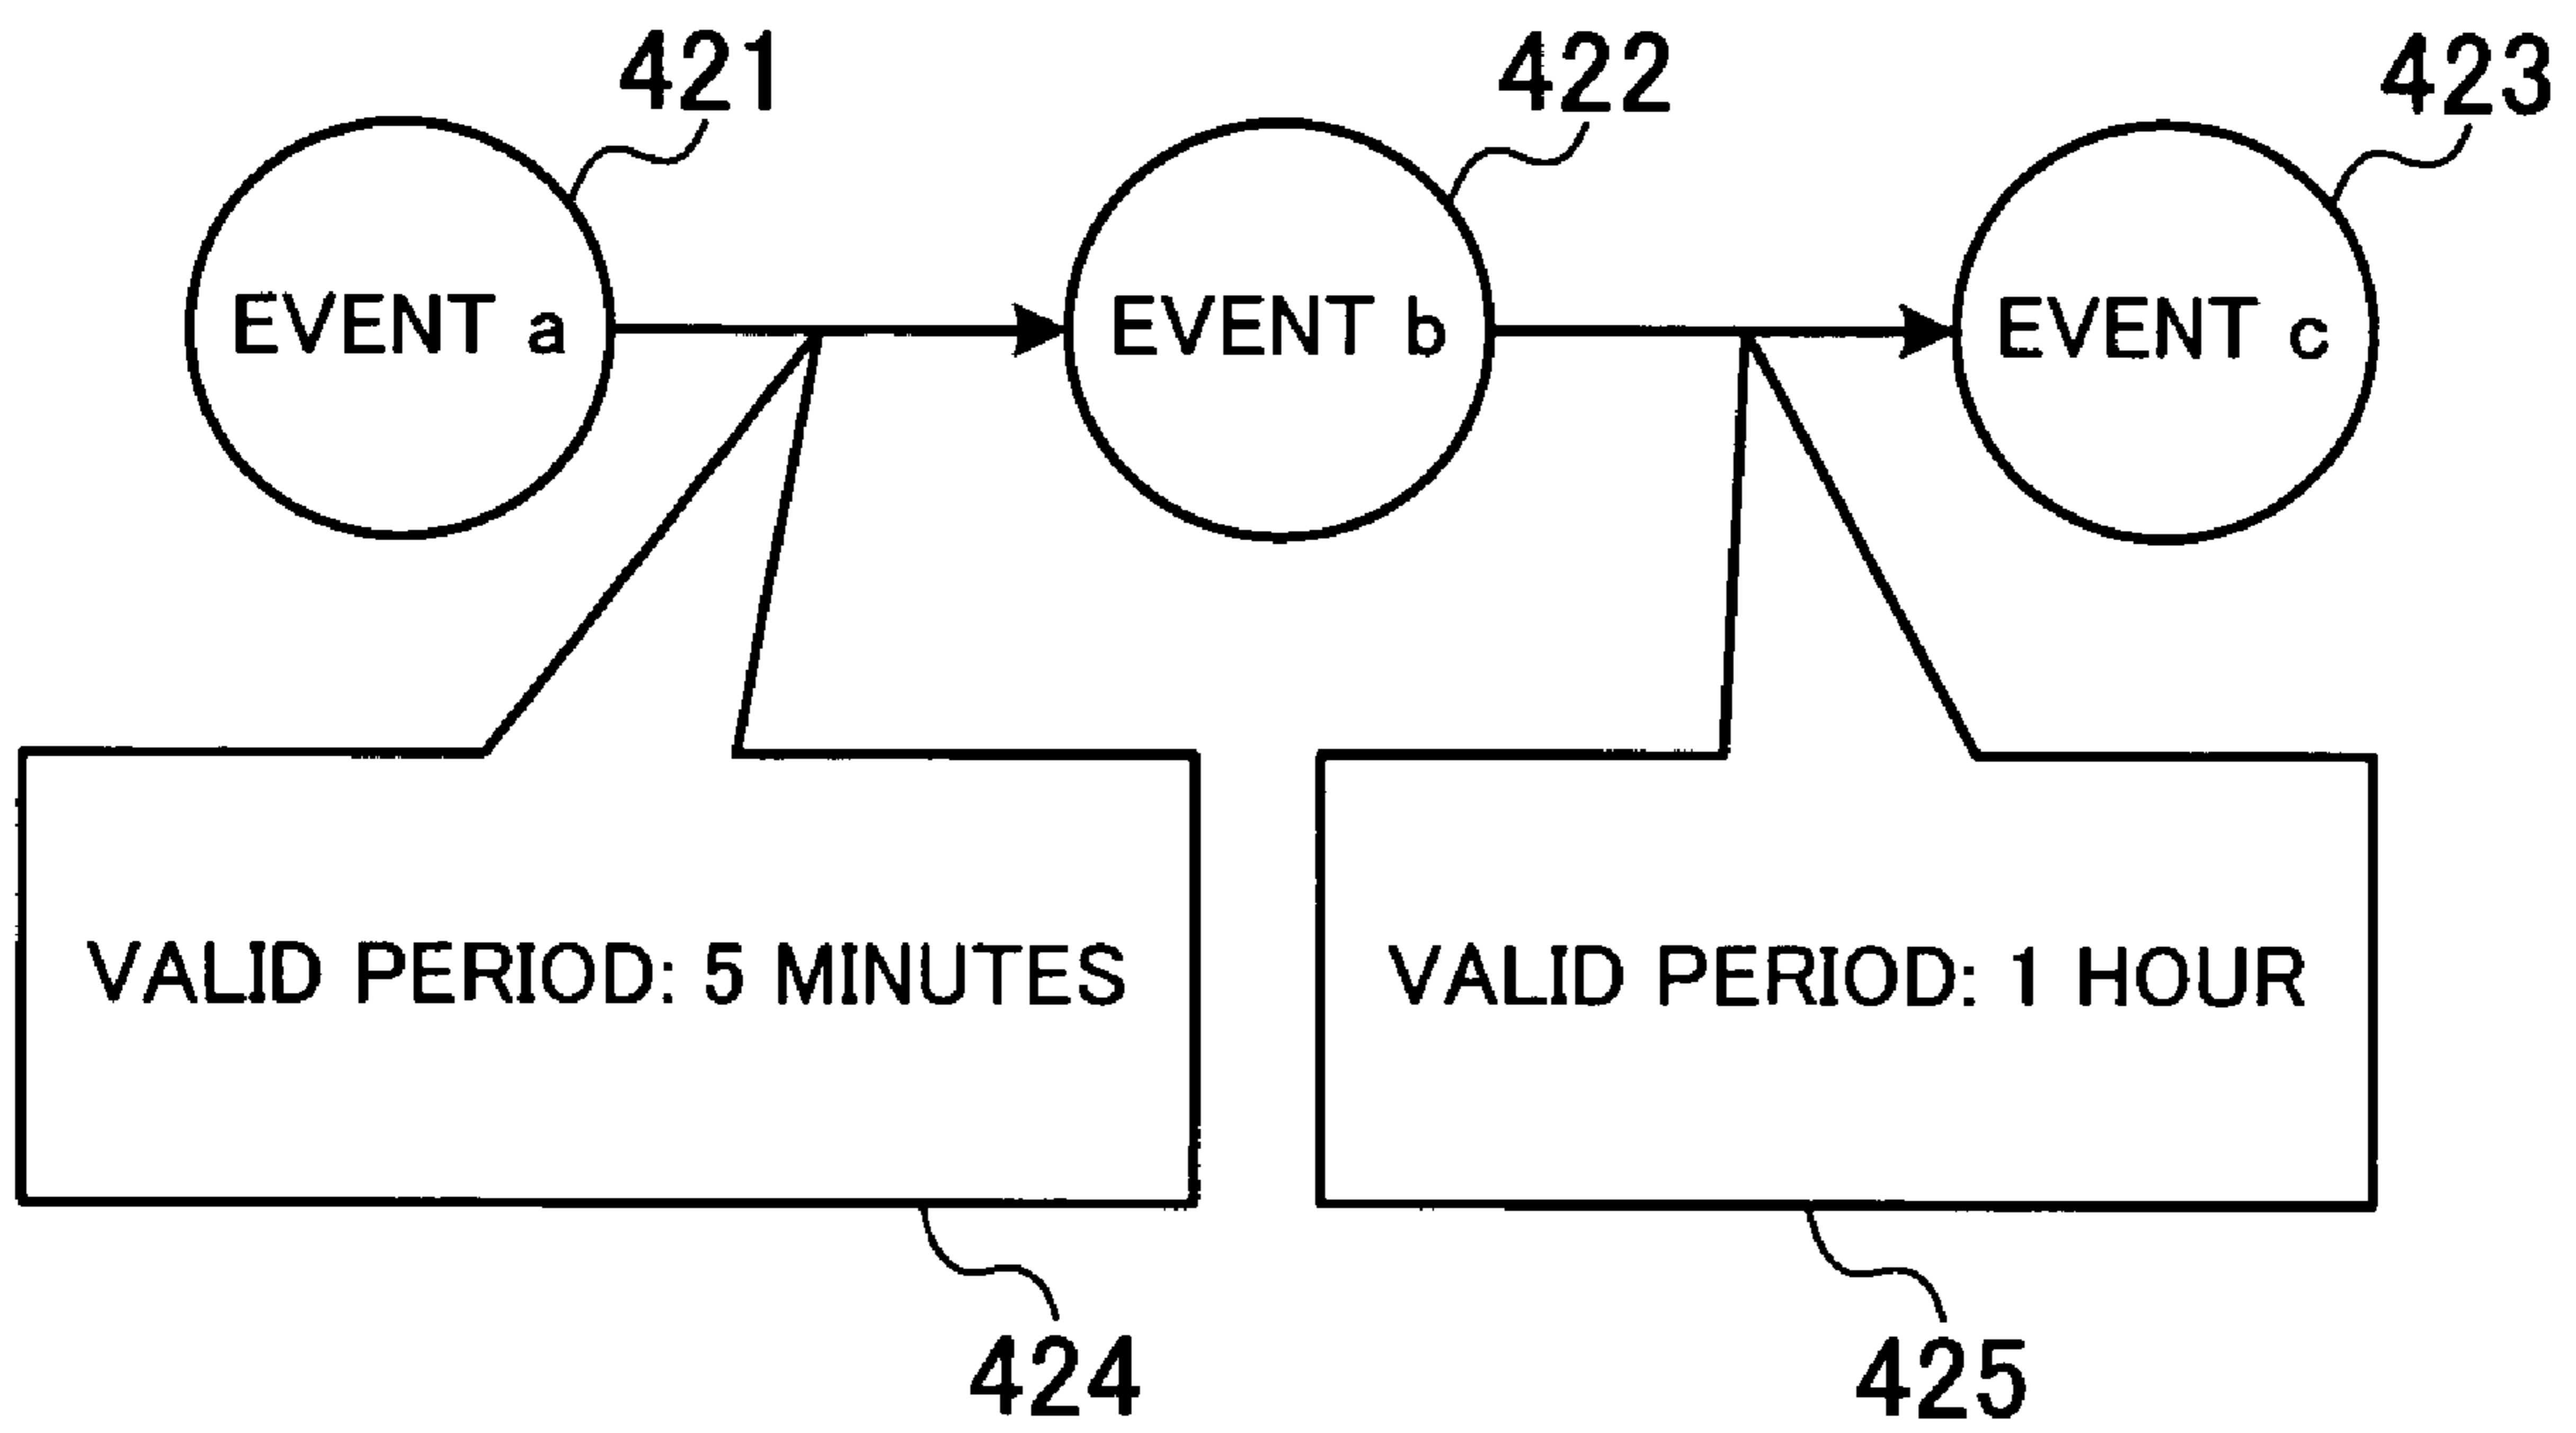 421
422
423
EVENT a
EVENT b
EVENT c
VALID PERIOD: 5 MINUTES
VALID PERIOD: 1 HOUR
424
425